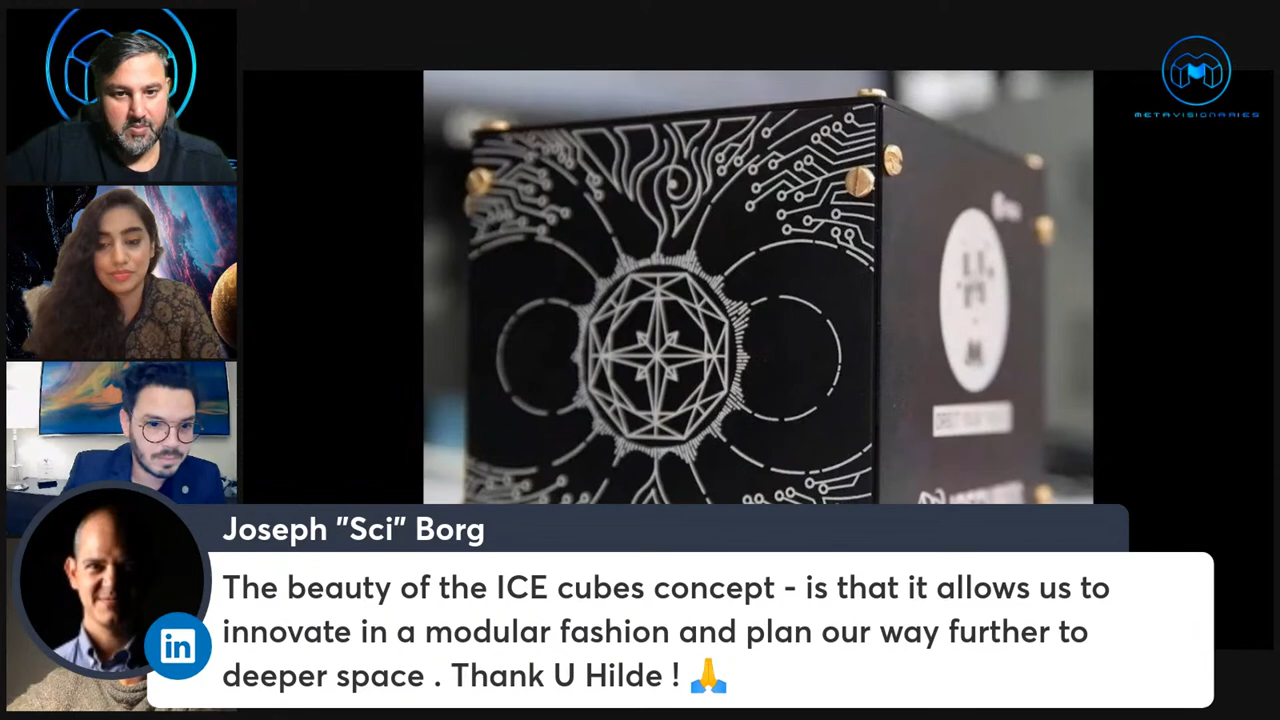 METAVISIONARIES
Joseph "Sci" Borg
The beauty of the ICE cubes concept - is that it allows us to
innovate in a modular fashion and plan our way further to
deeper space . Thank U Hilde ! 🙏
in